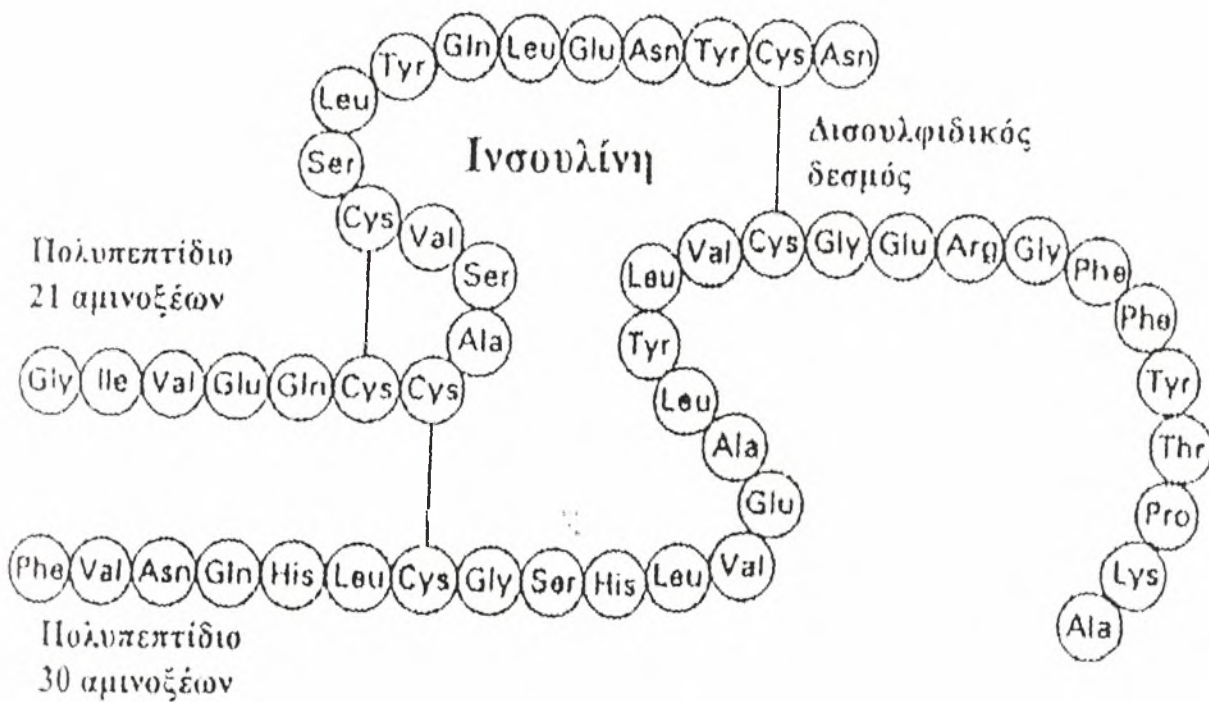 Gln Leu Glu Asn Tyr Cys Asn
Tyr
Leu
Ser
Ινσουλίνη
Δισουλφιδικός
δεσμός
Cys Val Ser Ala
Πολυπεπτίδιο
21 αμινοξέων
Gly Ile Val Glu Gln Cys Cys
Leu Val Cys Gly Glu Arg Gly Phe
Phe
Tyr
Thr
Pro
Lys
Ala
Tyr
Leu
Ala
Glu
Phe Val Asn Gln His Leu Cys Gly Ser His Leu Val
Πολυπεπτίδιο
30 αμινοξέων